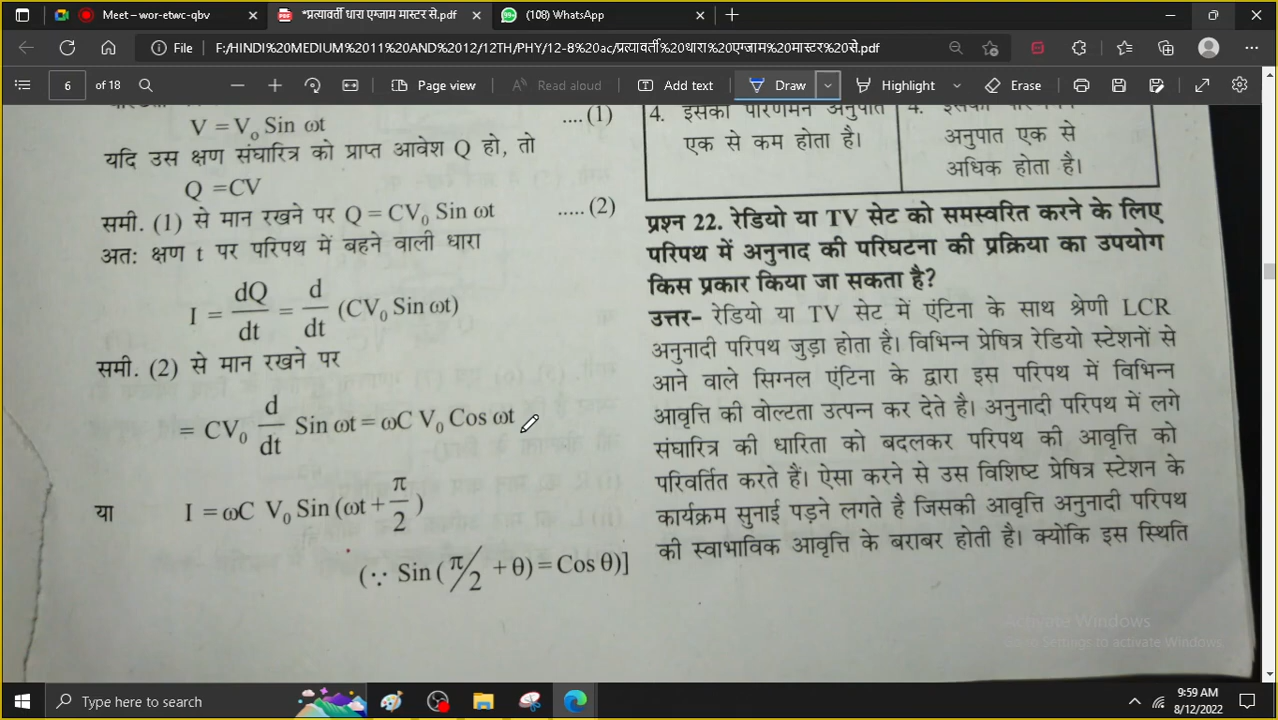 Meet – wor-etwc-qbv
*प्रत्यावर्ती धारा एग्जाम मास्टर से.pdf
(108) WhatsApp
File
F:/HINDI%20MEDIUM%2011%20AND%2012/12TH/PHY/12-8%20ac/प्रत्यावर्ती%20धारा%20एग्जाम%20मास्टर%20से.pdf
6 of 18
Page view
Read aloud
Add text
Draw
Highlight
Erase
V = V₀ Sin ωt ....(1)
यदि उस क्षण संघारित्र को प्राप्त आवेश Q हो, तो
Q =CV
समी. (1) से मान रखने पर Q = CV₀ Sin ωt .....(2)
अतः क्षण t पर परिपथ में बहने वाली धारा
I = dQ/dt = d/dt (CV₀ Sin ωt)
समी. (2) से मान रखने पर
= CV₀ d/dt Sin ωt = ωC V₀ Cos ωt
या I = ωC V₀ Sin (ωt + π/2)
(∵ Sin (π/2 + θ) = Cos θ)]
4. इसका परिणमन अनुपात
एक से कम होता है।
4. इसका
अनुपात एक से
अधिक होता है।
प्रश्न 22. रेडियो या TV सेट को समस्वरित करने के लिए
परिपथ में अनुनाद की परिघटना की प्रक्रिया का उपयोग
किस प्रकार किया जा सकता है?
उत्तर- रेडियो या TV सेट में एंटिना के साथ श्रेणी LCR
अनुनादी परिपथ जुड़ा होता है। विभिन्न प्रेषित्र रेडियो स्टेशनों से
आने वाले सिग्नल एंटिना के द्वारा इस परिपथ में विभिन्न
आवृत्ति की वोल्टता उत्पन्न कर देते है। अनुनादी परिपथ में लगे
संघारित्र की धारिता को बदलकर परिपथ की आवृत्ति को
परिवर्तित करते हैं। ऐसा करने से उस विशिष्ट प्रेषित्र स्टेशन के
कार्यक्रम सुनाई पड़ने लगते है जिसकी आवृत्ति अनुनादी परिपथ
की स्वाभाविक आवृत्ति के बराबर होती है। क्योंकि इस स्थिति
Activate Windows
Go to Settings to activate Windows.
Type here to search
9:59 AM
8/12/2022